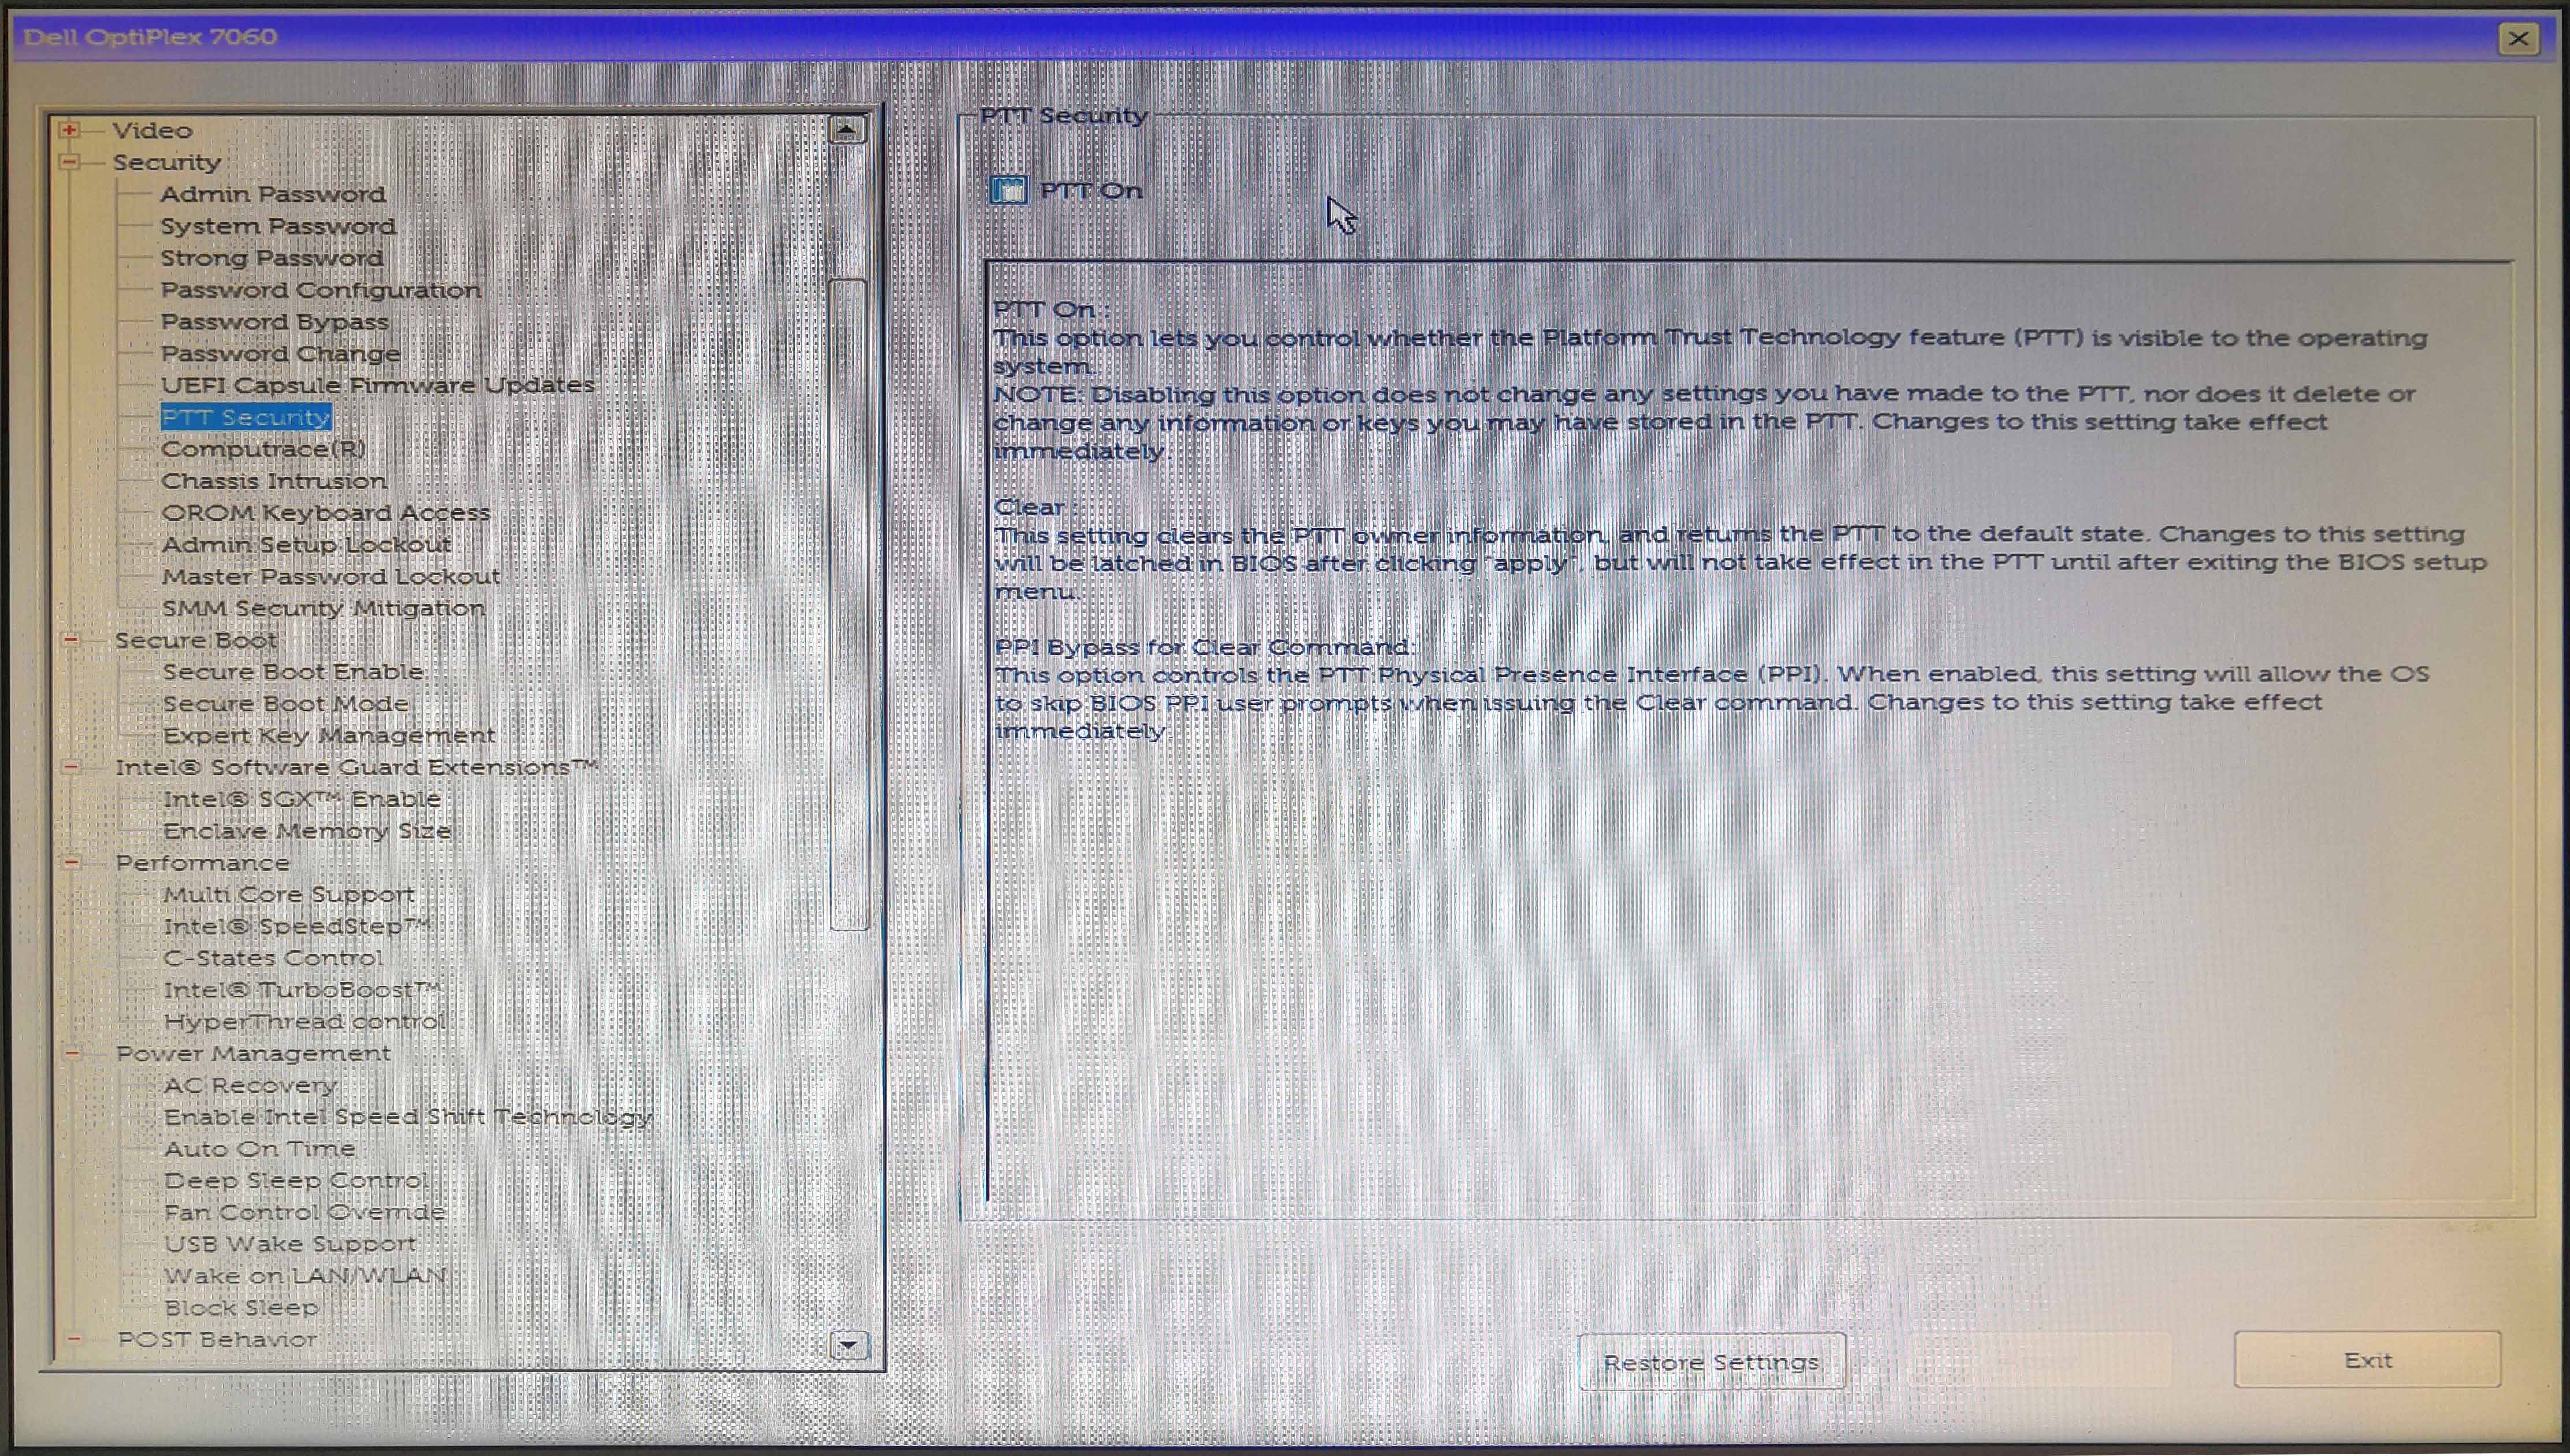 Dell OptiPlex 7060
Video
Security
Admin Password
System Password
Strong Password
Password Configuration
Password Bypass
Password Change
UEFI Capsule Firmware Updates
PTT Security
Computrace(R)
Chassis Intrusion
OROM Keyboard Access
Admin Setup Lockout
Master Password Lockout
SMM Security Mitigation
Secure Boot
Secure Boot Enable
Secure Boot Mode
Expert Key Management
Intel® Software Guard Extensions™
Intel® SGX™ Enable
Enclave Memory Size
Performance
Multi Core Support
Intel® SpeedStep™
C-States Control
Intel® TurboBoost™
HyperThread control
Power Management
AC Recovery
Enable Intel Speed Shift Technology
Auto On Time
Deep Sleep Control
Fan Control Override
USB Wake Support
Wake on LAN/WLAN
Block Sleep
POST Behavior
PTT Security
PTT On
PTT On :
This option lets you control whether the Platform Trust Technology feature (PTT) is visible to the operating
system.
NOTE: Disabling this option does not change any settings you have made to the PTT, nor does it delete or
change any information or keys you may have stored in the PTT. Changes to this setting take effect
immediately.
Clear :
This setting clears the PTT owner information, and returns the PTT to the default state. Changes to this setting
will be latched in BIOS after clicking "apply", but will not take effect in the PTT until after exiting the BIOS setup
menu.
PPI Bypass for Clear Command:
This option controls the PTT Physical Presence Interface (PPI). When enabled, this setting will allow the OS
to skip BIOS PPI user prompts when issuing the Clear command. Changes to this setting take effect
immediately.
Restore Settings
Exit